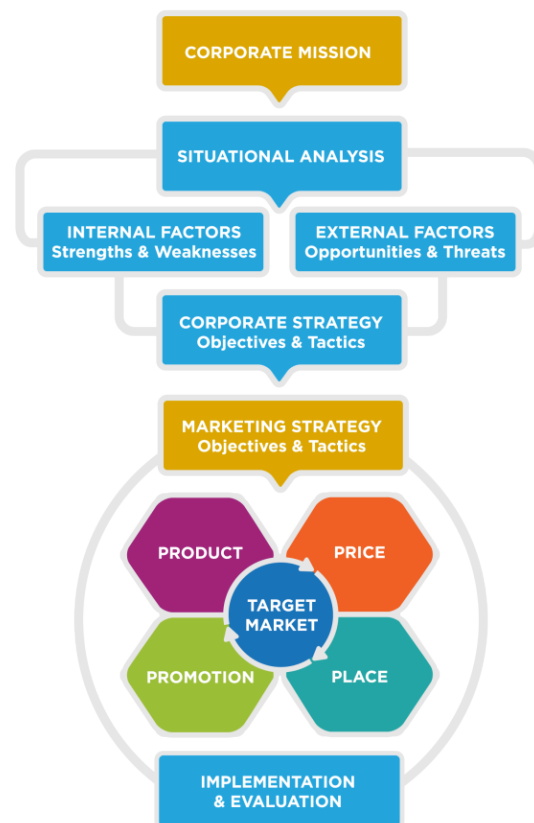 CORPORATE MISSION
SITUATIONAL ANALYSIS
INTERNAL FACTORS
Strengths & Weaknesses
EXTERNAL FACTORS
Opportunities & Threats
CORPORATE STRATEGY
Objectives & Tactics
MARKETING STRATEGY
Objectives & Tactics
PRODUCT
PRICE
TARGET
MARKET
PROMOTION
PLACE
IMPLEMENTATION
& EVALUATION